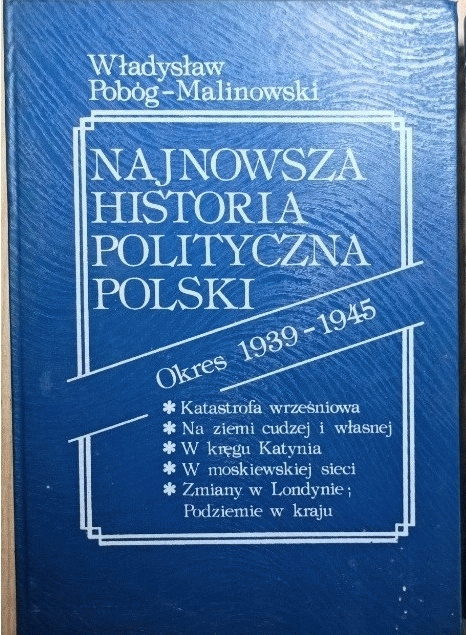 Władysław
Pobóg-Malinowski
NAJNOWSZA
HISTORIA
POLITYCZNA
POLSKI
Okres 1939-1945
* Katastrofa wrześniowa
* Na ziemi cudzej i własnej
* W kręgu Katynia
* W moskiewskiej sieci
* Zmiany w Londynie;
Podziemie w kraju